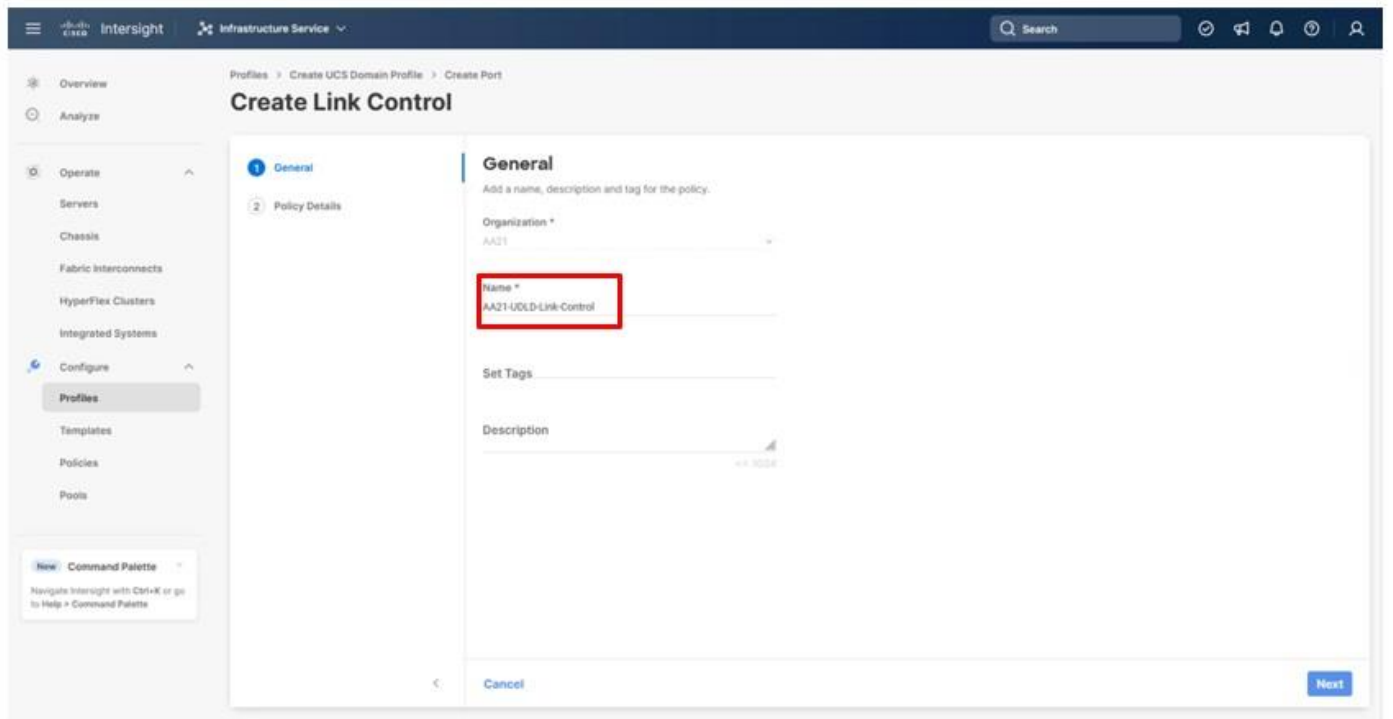 CISCO Intersight
Infrastructure Service
Search
Overview
Analyze
Operate
Servers
Chassis
Fabric Interconnects
HyperFlex Clusters
Integrated Systems
Configure
Profiles
Templates
Policies
Pools
New Command Palette
Navigate Intersight with Ctrl+K or go
to Help > Command Palette
Profiles > Create UCS Domain Profile > Create Port
Create Link Control
1 General
2 Policy Details
General
Add a name, description and tag for the policy.
Organization *
AA21
Name *
AA21-UDLD-Link-Control
Set Tags
Description
<= 1024
Cancel
Next